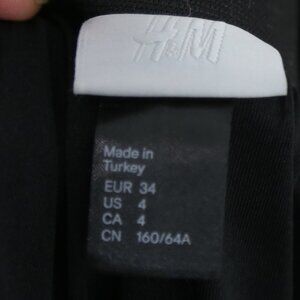 H&M
Made in
Turkey
EUR 34
US 4
CA 4
CN 160/64A